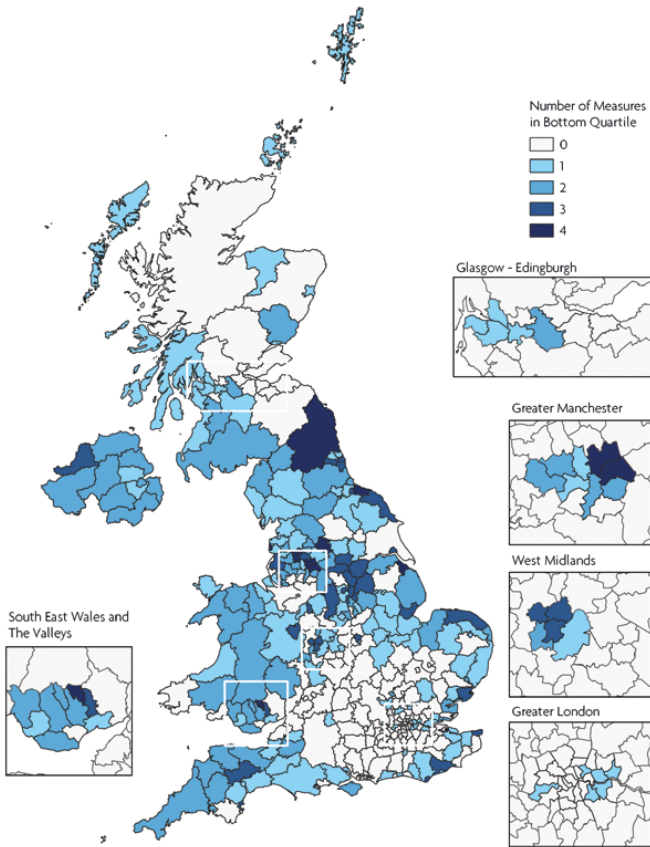 Number of Measures
in Bottom Quartile
0
1
2
3
4
Glasgow - Edingburgh
Greater Manchester
West Midlands
South East Wales and
The Valleys
Greater London